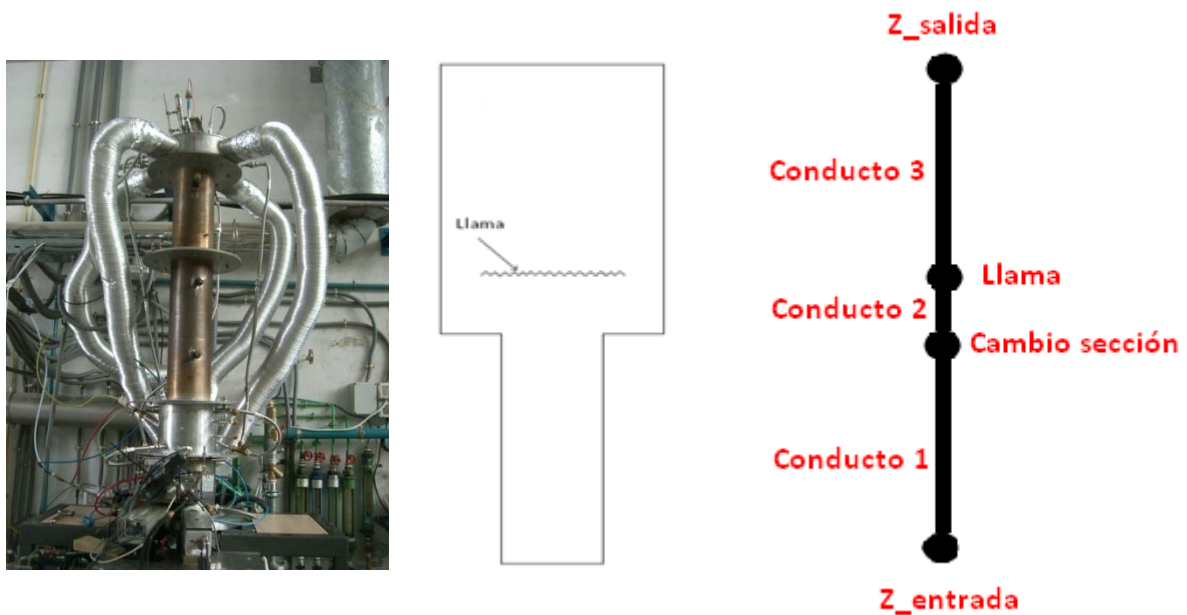 Z_salida
Conducto 3
Llama
Llama
Conducto 2
Cambio sección
Conducto 1
Z_entrada